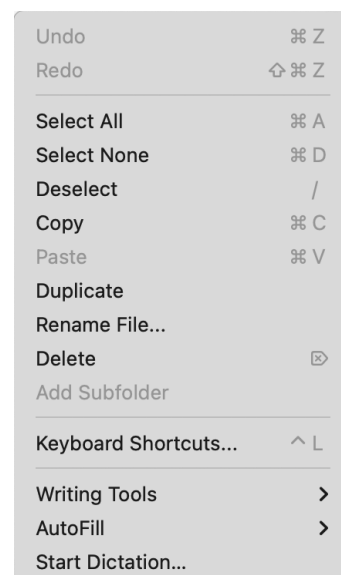 Undo ⌘ Z
Redo ⇧ ⌘ Z
Select All ⌘ A
Select None ⌘ D
Deselect /
Copy ⌘ C
Paste ⌘ V
Duplicate
Rename File...
Delete ⌦
Add Subfolder
Keyboard Shortcuts... ^ L
Writing Tools >
AutoFill >
Start Dictation...